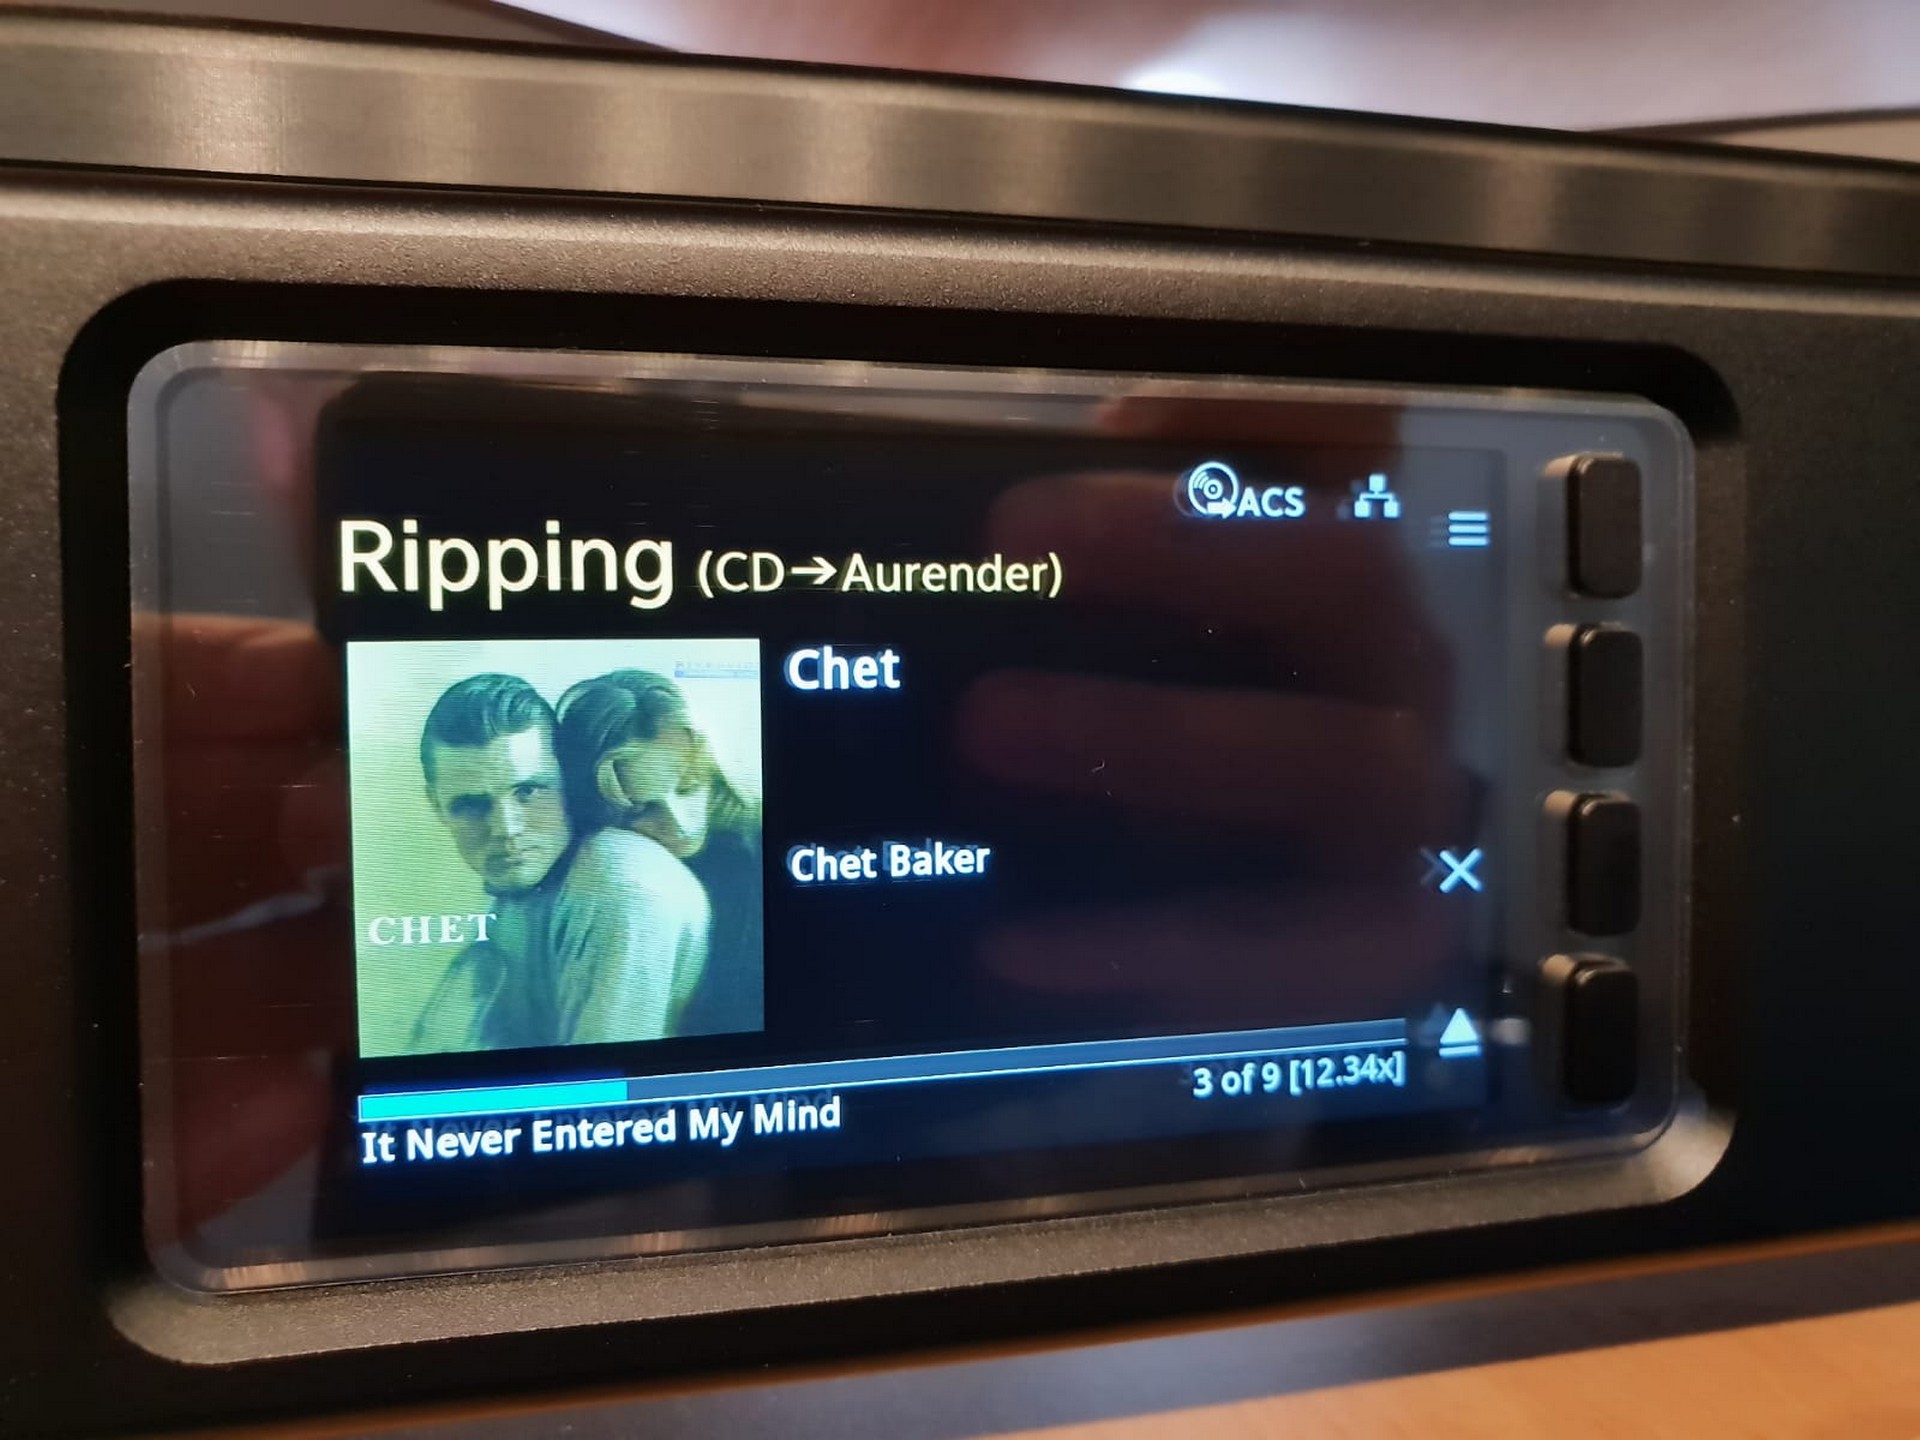 ACS
Ripping (CD→Aurender)
Chet
Chet Baker
CHET
3 of 9 [12.34x]
It Never Entered My Mind